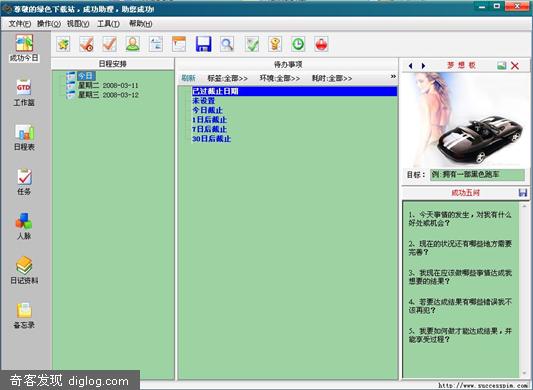 尊敬的绿色下载站，成功助理，助您成功!
文件(F) 操作(O) 视图(V) 工具(T) 帮助(H)
成功今日
GTD
工作篮
日程表
任务
人脉
日记资料
备忘录
日程安排
今日
星期二 2008-03-11
星期三 2008-03-12
待办事项
刷新 标签:全部>> 环境:全部>> 耗时:全部>> »
已过截止日期
未设置
今日截止
1日后截止
7日后截止
30日后截止
梦想板
目标: 例:拥有一部黑色跑车
成功五问
1、今天事情的发生，对我有什么
好处或机会？
2、现在的状况还有哪些地方需要
完善？
3、我现在应该做哪些事情达成我
想要的结果？
4、若要达成结果有哪些错误我不
该再犯？
5、我要如何做才能达成结果，并
能享受过程？
奇客发现 diglog.com
http://www.successpim.com